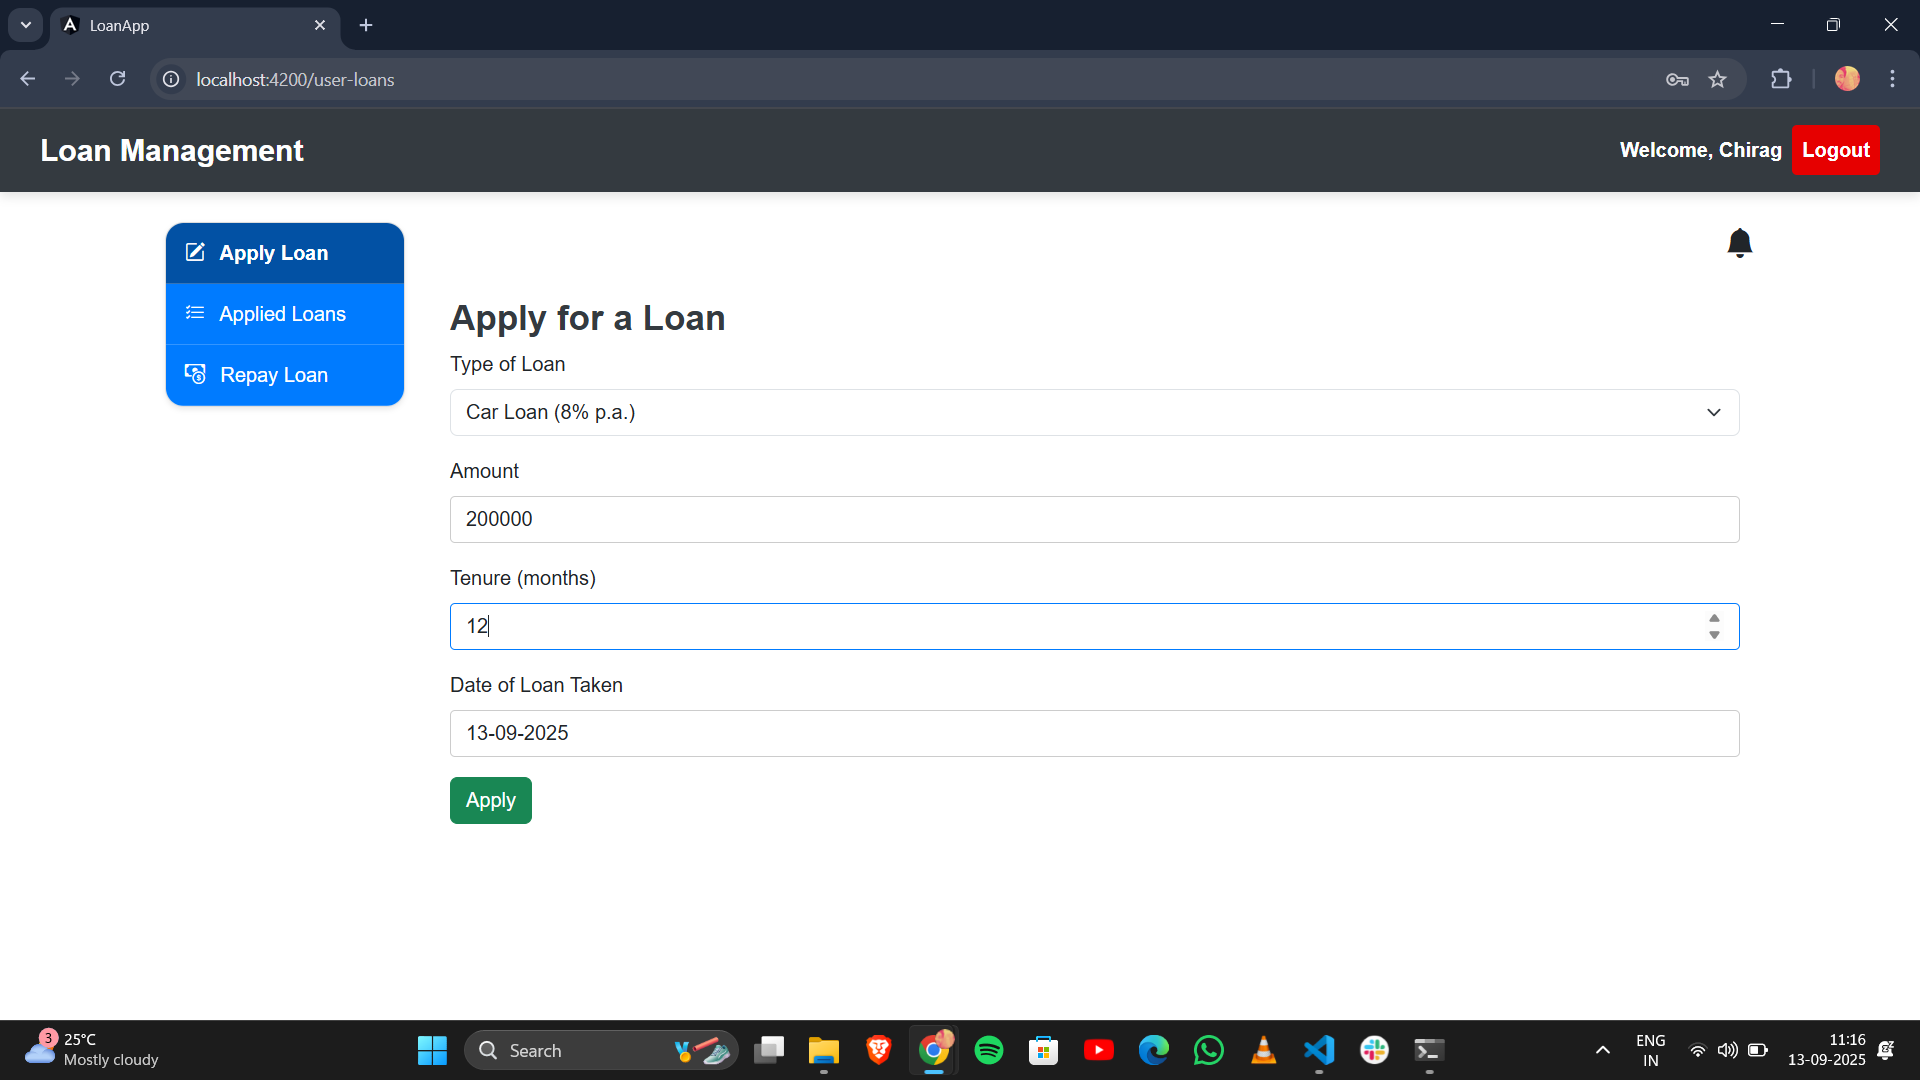 LoanApp
localhost:4200/user-loans
Loan Management
Welcome, Chirag
Logout
Apply Loan
Applied Loans
Repay Loan
Apply for a Loan
Type of Loan
Car Loan (8% p.a.)
Amount
200000
Tenure (months)
12
Date of Loan Taken
13-09-2025
Apply
3
25°C
Mostly cloudy
Search
ENG
IN
11:16
13-09-2025